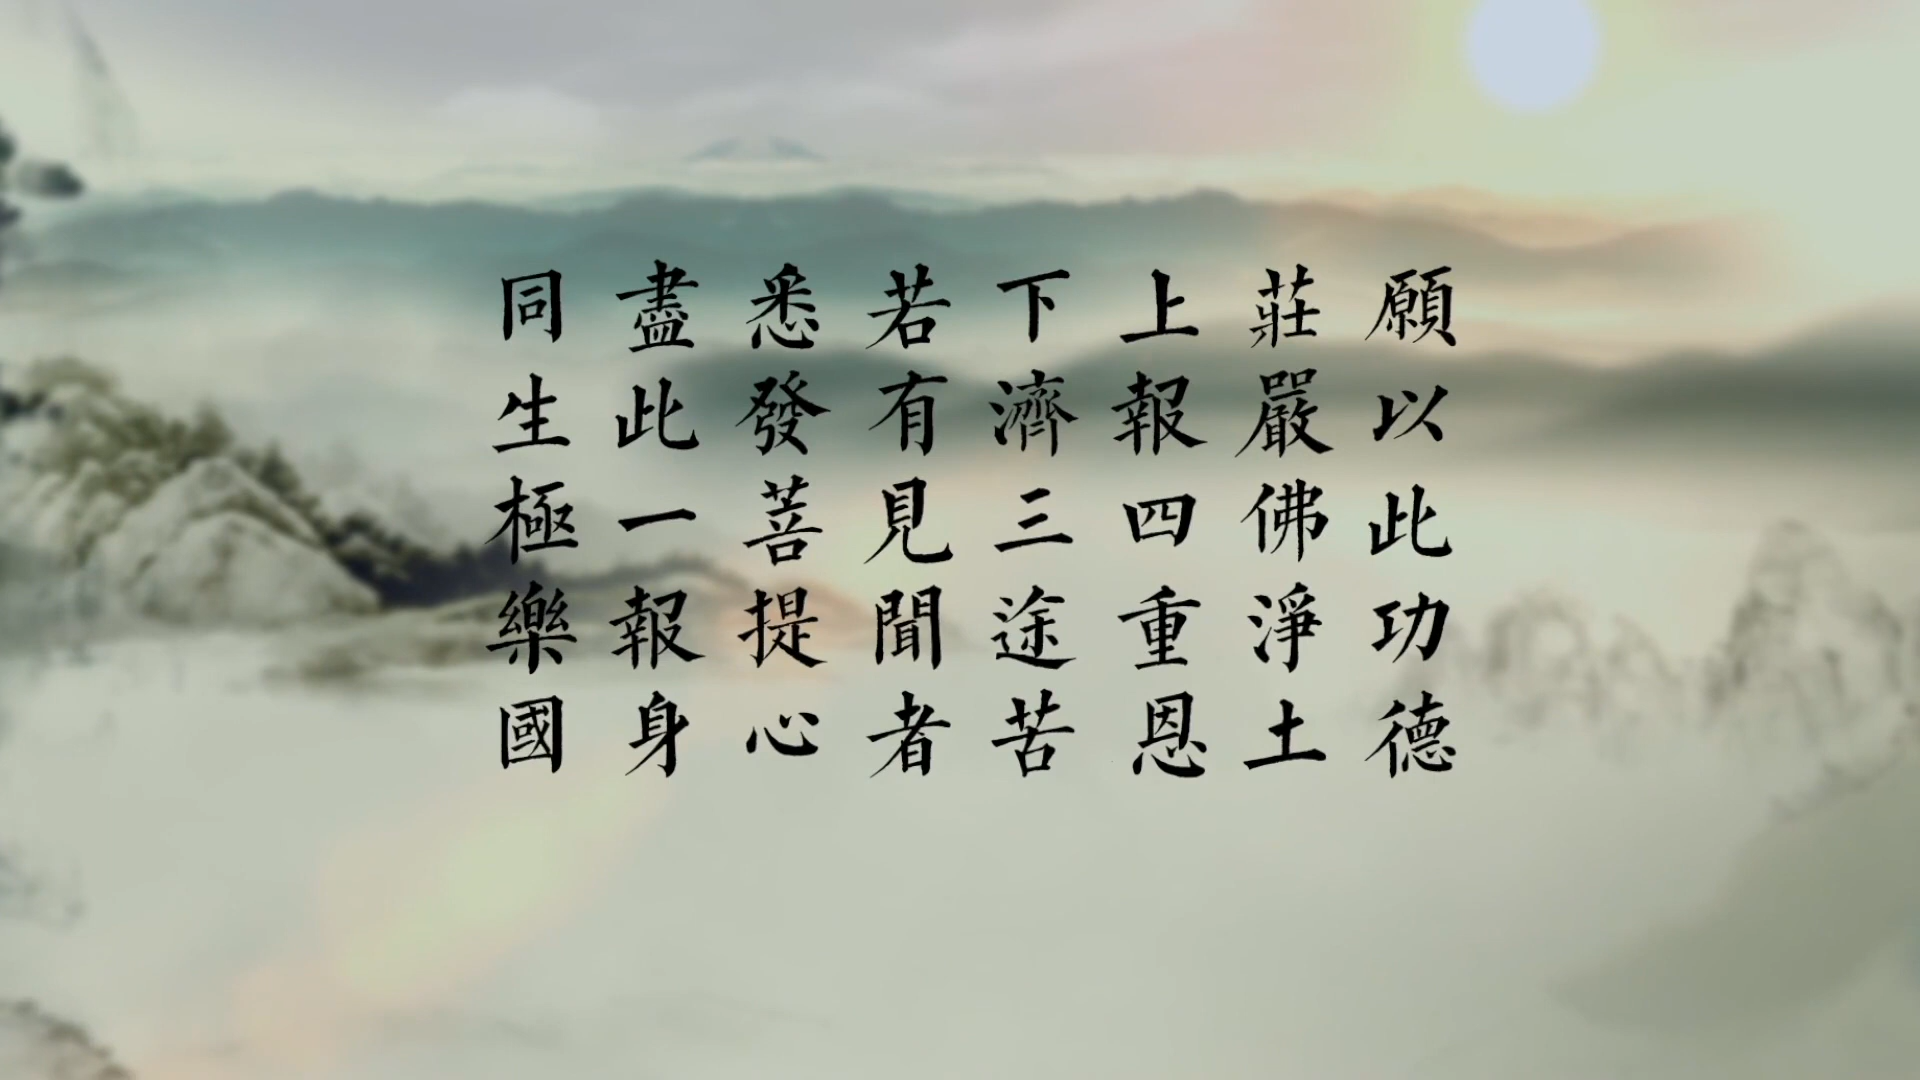 願以此功德
莊嚴佛淨土
上報四重恩
下濟三途苦
若有見聞者
悉發菩提心
盡此一報身
同生極樂國